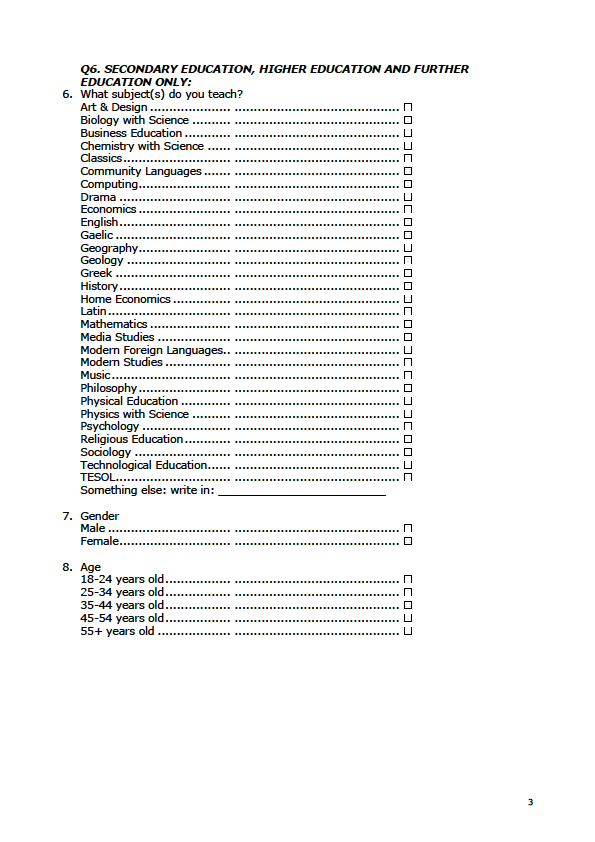 Q6. SECONDARY EDUCATION, HIGHER EDUCATION AND FURTHER
EDUCATION ONLY:
6. What subject(s) do you teach?
Art & Design ..................... ........................................... □
Biology with Science .......... ........................................... □
Business Education ............ ........................................... □
Chemistry with Science ...... ........................................... □
Classics............................ ........................................... □
Community Languages ....... ........................................... □
Computing........................ ........................................... □
Drama ............................. ........................................... □
Economics ........................ ........................................... □
English............................. ........................................... □
Gaelic .............................. ........................................... □
Geography........................ ........................................... □
Geology ........................... ........................................... □
Greek .............................. ........................................... □
History............................. ........................................... □
Home Economics ............... ........................................... □
Latin................................ ........................................... □
Mathematics ..................... ........................................... □
Media Studies ................... ........................................... □
Modern Foreign Languages.. ........................................... □
Modern Studies ................. ........................................... □
Music............................... ........................................... □
Philosophy........................ ........................................... □
Physical Education ............. ........................................... □
Physics with Science .......... ........................................... □
Psychology ....................... ........................................... □
Religious Education............ ........................................... □
Sociology ......................... ........................................... □
Technological Education...... ........................................... □
TESOL.............................. ........................................... □
Something else: write in: ___________________________
7. Gender
Male ................................ ........................................... □
Female............................. ........................................... □
8. Age
18-24 years old................. ........................................... □
25-34 years old................. ........................................... □
35-44 years old................. ........................................... □
45-54 years old................. ........................................... □
55+ years old ................... ........................................... □
3